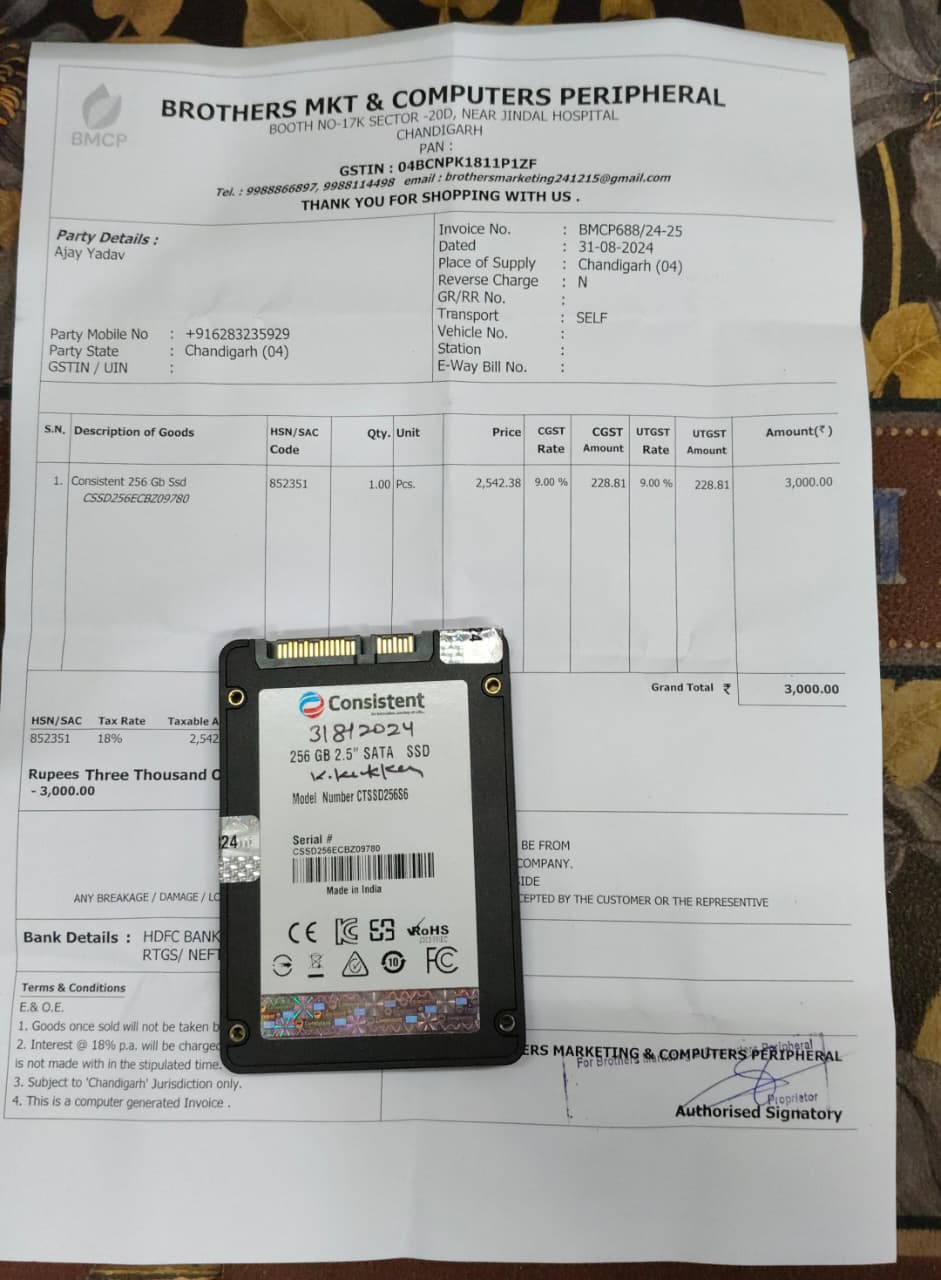 BMCP
BROTHERS MKT & COMPUTERS PERIPHERAL
BOOTH NO-17K SECTOR -20D, NEAR JINDAL HOSPITAL
CHANDIGARH
PAN :
GSTIN : 04BCNPK1811P1ZF
Tel. : 9988866897, 9988114498 email : brothersmarketing241215@gmail.com
THANK YOU FOR SHOPPING WITH US .
Party Details :
Ajay Yadav
Party Mobile No : +916283235929
Party State : Chandigarh (04)
GSTIN / UIN :
Invoice No. : BMCP688/24-25
Dated : 31-08-2024
Place of Supply : Chandigarh (04)
Reverse Charge : N
GR/RR No. :
Transport : SELF
Vehicle No. :
Station :
E-Way Bill No. :
S.N. Description of Goods HSN/SAC Code Qty. Unit Price CGST Rate CGST Amount UTGST Rate UTGST Amount Amount(₹)
1. Consistent 256 Gb Ssd 852351 1.00 Pcs. 2,542.38 9.00 % 228.81 9.00 % 228.81 3,000.00
CSSD256ECBZ09780
Grand Total ₹ 3,000.00
HSN/SAC Tax Rate Taxable A
852351 18% 2,542
Rupees Three Thousand O
- 3,000.00
BE FROM
COMPANY.
SIDE
ANY BREAKAGE / DAMAGE / LO
CEPTED BY THE CUSTOMER OR THE REPRESENTIVE
Bank Details : HDFC BANK
RTGS/ NEFT
Terms & Conditions
E.& O.E.
1. Goods once sold will not be taken b
2. Interest @ 18% p.a. will be charged
is not made with in the stipulated time.
3. Subject to 'Chandigarh' Jurisdiction only.
4. This is a computer generated Invoice .
ERS MARKETING & COMPUTERS PERIPHERAL
For Brothers Marketing Computers Peripheral
Proprietor
Authorised Signatory
Consistent
31/8/2024
256 GB 2.5" SATA SSD
Model Number CTSSD256S6
Serial #
CSSD256ECBZ09780
Made in India
CE RoHS
10 FC
24